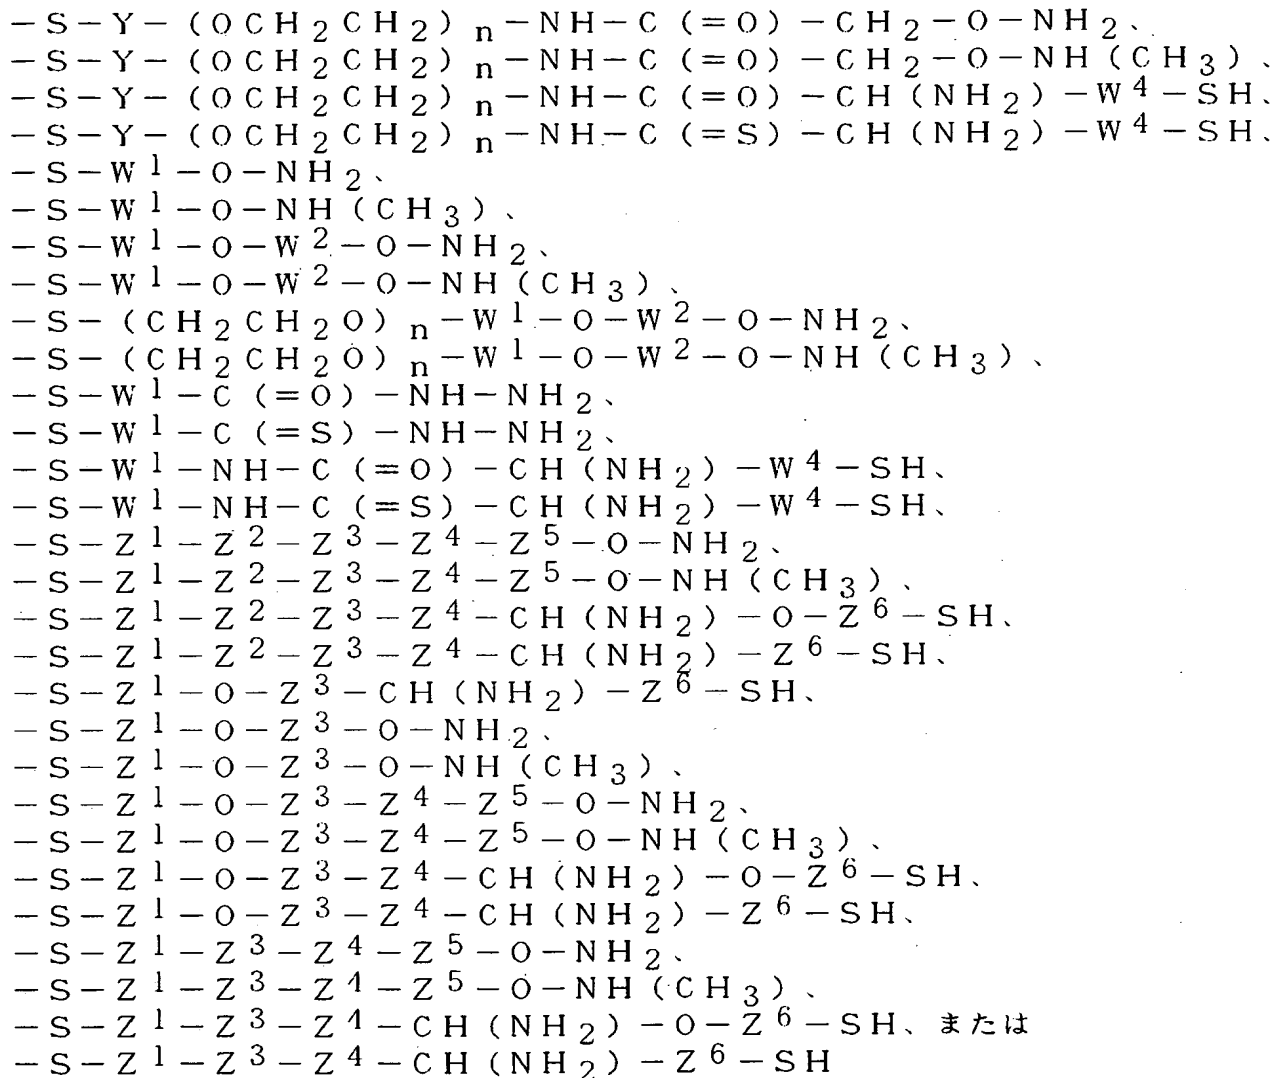 －S－Y－(OCH₂CH₂)ₙ－NH－C(=O)－CH₂－O－NH₂、
－S－Y－(OCH₂CH₂)ₙ－NH－C(=O)－CH₂－O－NH(CH₃)、
－S－Y－(OCH₂CH₂)ₙ－NH－C(=O)－CH(NH₂)－W⁴－SH、
－S－Y－(OCH₂CH₂)ₙ－NH－C(=S)－CH(NH₂)－W⁴－SH、
－S－W¹－O－NH₂、
－S－W¹－O－NH(CH₃)、
－S－W¹－O－W²－O－NH₂、
－S－W¹－O－W²－O－NH(CH₃)、
－S－(CH₂CH₂O)ₙ－W¹－O－W²－O－NH₂、
－S－(CH₂CH₂O)ₙ－W¹－O－W²－O－NH(CH₃)、
－S－W¹－C(=O)－NH－NH₂、
－S－W¹－C(=S)－NH－NH₂、
－S－W¹－NH－C(=O)－CH(NH₂)－W⁴－SH、
－S－W¹－NH－C(=S)－CH(NH₂)－W⁴－SH、
－S－Z¹－Z²－Z³－Z⁴－Z⁵－O－NH₂、
－S－Z¹－Z²－Z³－Z⁴－Z⁵－O－NH(CH₃)、
－S－Z¹－Z²－Z³－Z⁴－CH(NH₂)－O－Z⁶－SH、
－S－Z¹－Z²－Z³－Z⁴－CH(NH₂)－Z⁶－SH、
－S－Z¹－O－Z³－CH(NH₂)－Z⁶－SH、
－S－Z¹－O－Z³－O－NH₂、
－S－Z¹－O－Z³－O－NH(CH₃)、
－S－Z¹－O－Z³－Z⁴－Z⁵－O－NH₂、
－S－Z¹－O－Z³－Z⁴－Z⁵－O－NH(CH₃)、
－S－Z¹－O－Z³－Z⁴－CH(NH₂)－O－Z⁶－SH、
－S－Z¹－O－Z³－Z⁴－CH(NH₂)－Z⁶－SH、
－S－Z¹－Z³－Z⁴－Z⁵－O－NH₂、
－S－Z¹－Z³－Z⁴－Z⁵－O－NH(CH₃)、
－S－Z¹－Z³－Z⁴－CH(NH₂)－O－Z⁶－SH、または
－S－Z¹－Z³－Z⁴－CH(NH₂)－Z⁶－SH